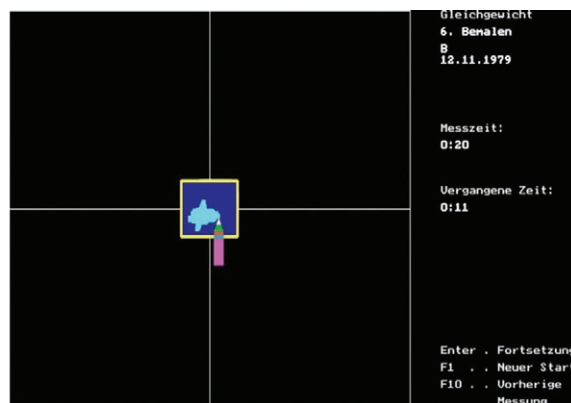 Gleichgewicht
6. Bemalen
B
12.11.1979
Messzeit:
0:20
Vergangene Zeit:
0:11
Enter . Fortsetzung
F1 . . Neuer Start
F10 . . Vorherige
Messung